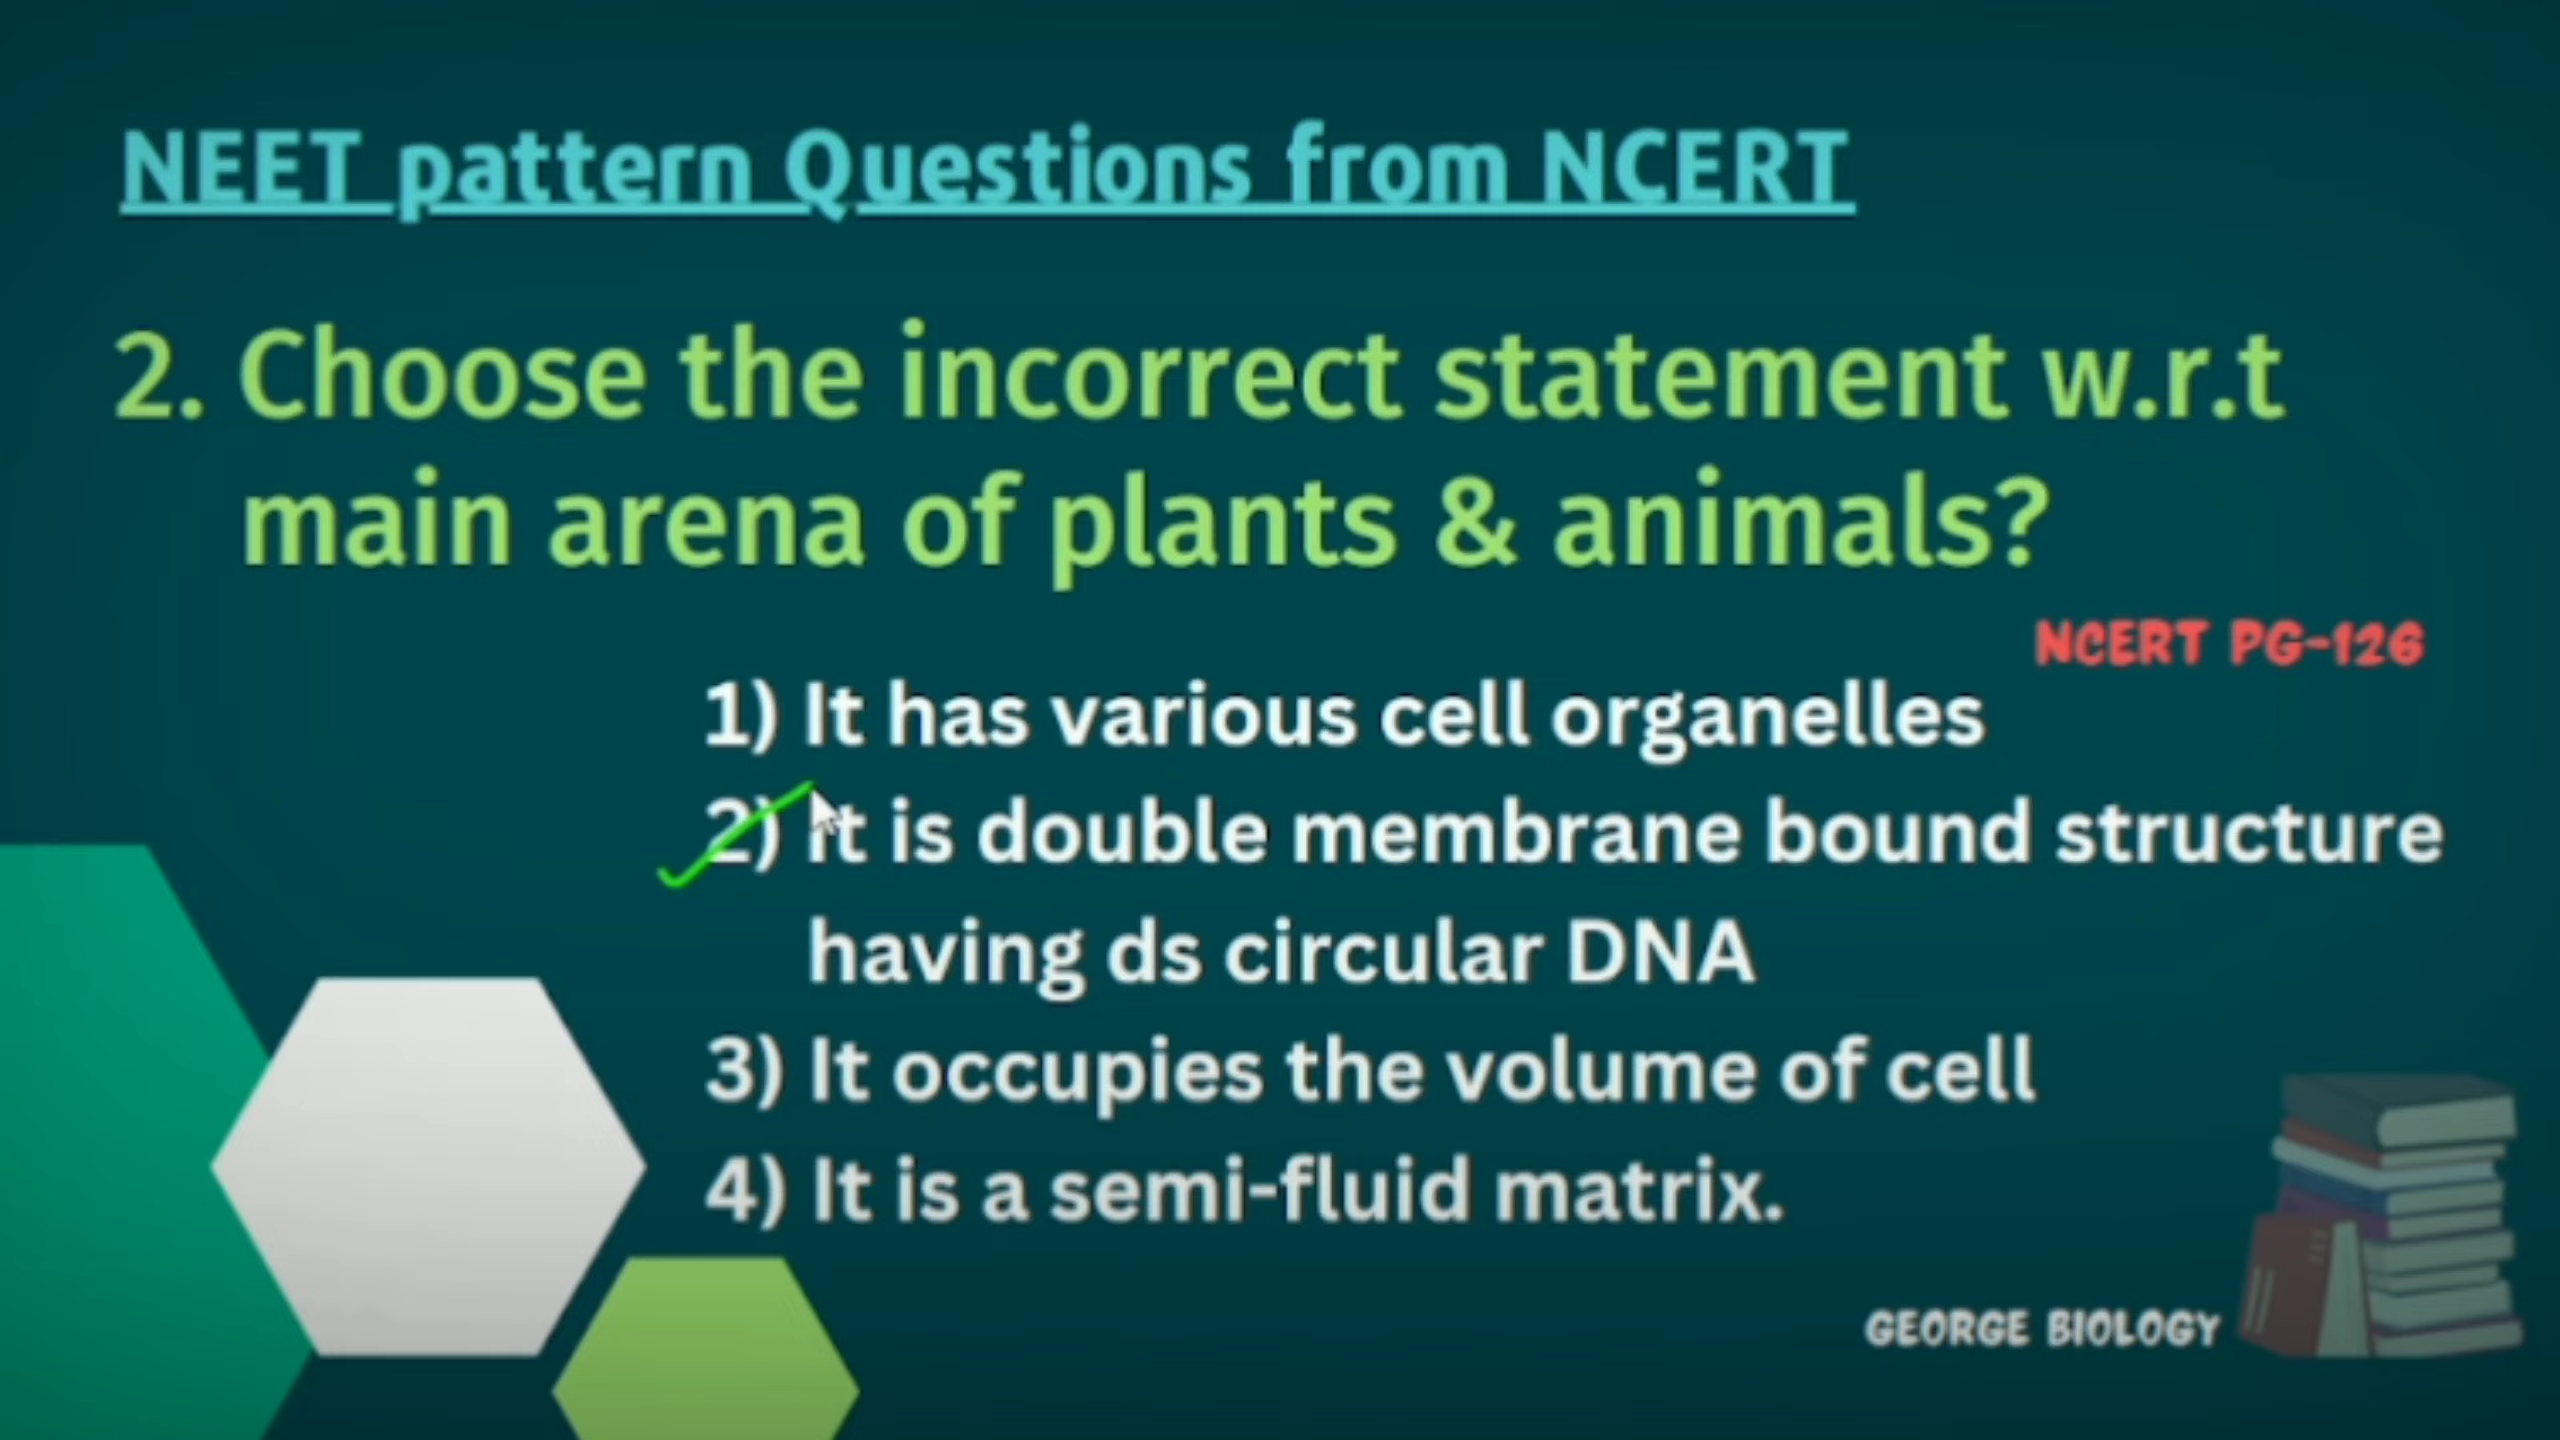 NEET pattern Questions from NCERT
2. Choose the incorrect statement w.r.t
main arena of plants & animals?
NCERT PG-126
1) It has various cell organelles
2) It is double membrane bound structure
having ds circular DNA
3) It occupies the volume of cell
4) It is a semi-fluid matrix.
GEORGE BIOLOGY